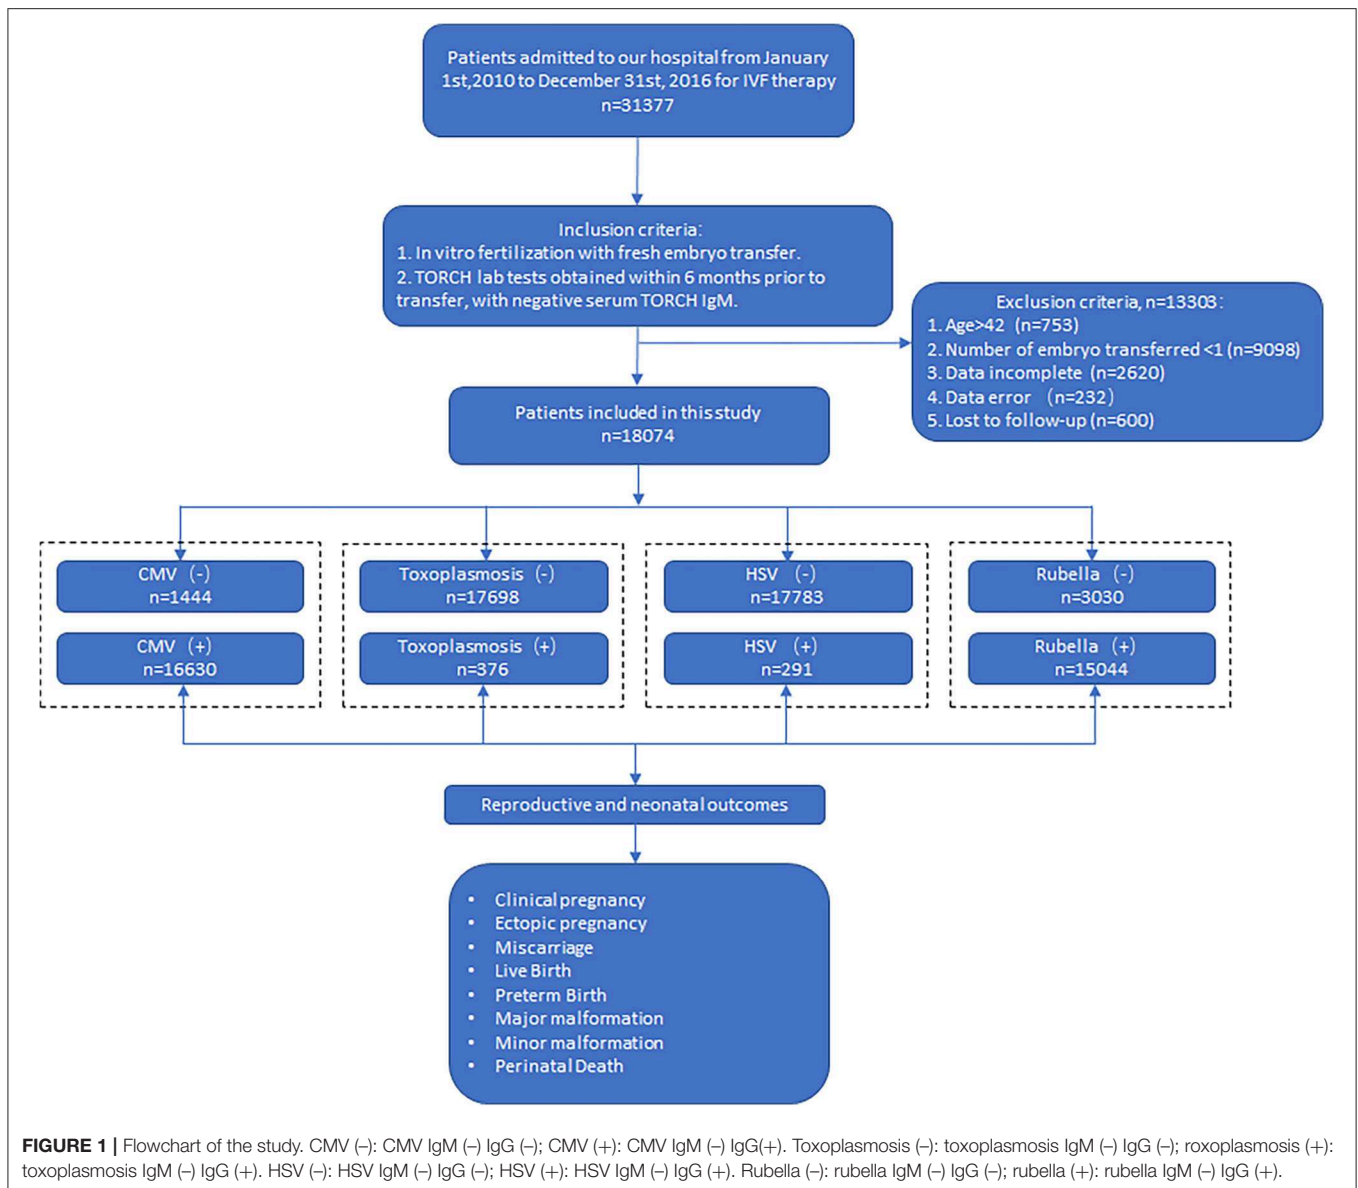 Patients admitted to our hospital from January
1st,2010 to December 31st, 2016 for IVF therapy
n=31377
Inclusion criteria:
1. In vitro fertilization with fresh embryo transfer.
2. TORCH lab tests obtained within 6 months prior to
transfer, with negative serum TORCH IgM.
Exclusion criteria, n=13303:
1. Age>42 (n=753)
2. Number of embryo transferred <1 (n=9098)
3. Data incomplete (n=2620)
4. Data error (n=232)
5. Lost to follow-up (n=600)
Patients included in this study
n=18074
CMV (-)
n=1444
Toxoplasmosis (-)
n=17698
HSV (-)
n=17783
Rubella (-)
n=3030
CMV (+)
n=16630
Toxoplasmosis (+)
n=376
HSV (+)
n=291
Rubella (+)
n=15044
Reproductive and neonatal outcomes
• Clinical pregnancy
• Ectopic pregnancy
• Miscarriage
• Live Birth
• Preterm Birth
• Major malformation
• Minor malformation
• Perinatal Death
FIGURE 1 | Flowchart of the study. CMV (–): CMV IgM (–) IgG (–); CMV (+): CMV IgM (–) IgG(+). Toxoplasmosis (–): toxoplasmosis IgM (–) IgG (–); roxoplasmosis (+):
toxoplasmosis IgM (–) IgG (+). HSV (–): HSV IgM (–) IgG (–); HSV (+): HSV IgM (–) IgG (+). Rubella (–): rubella IgM (–) IgG (–); rubella (+): rubella IgM (–) IgG (+).